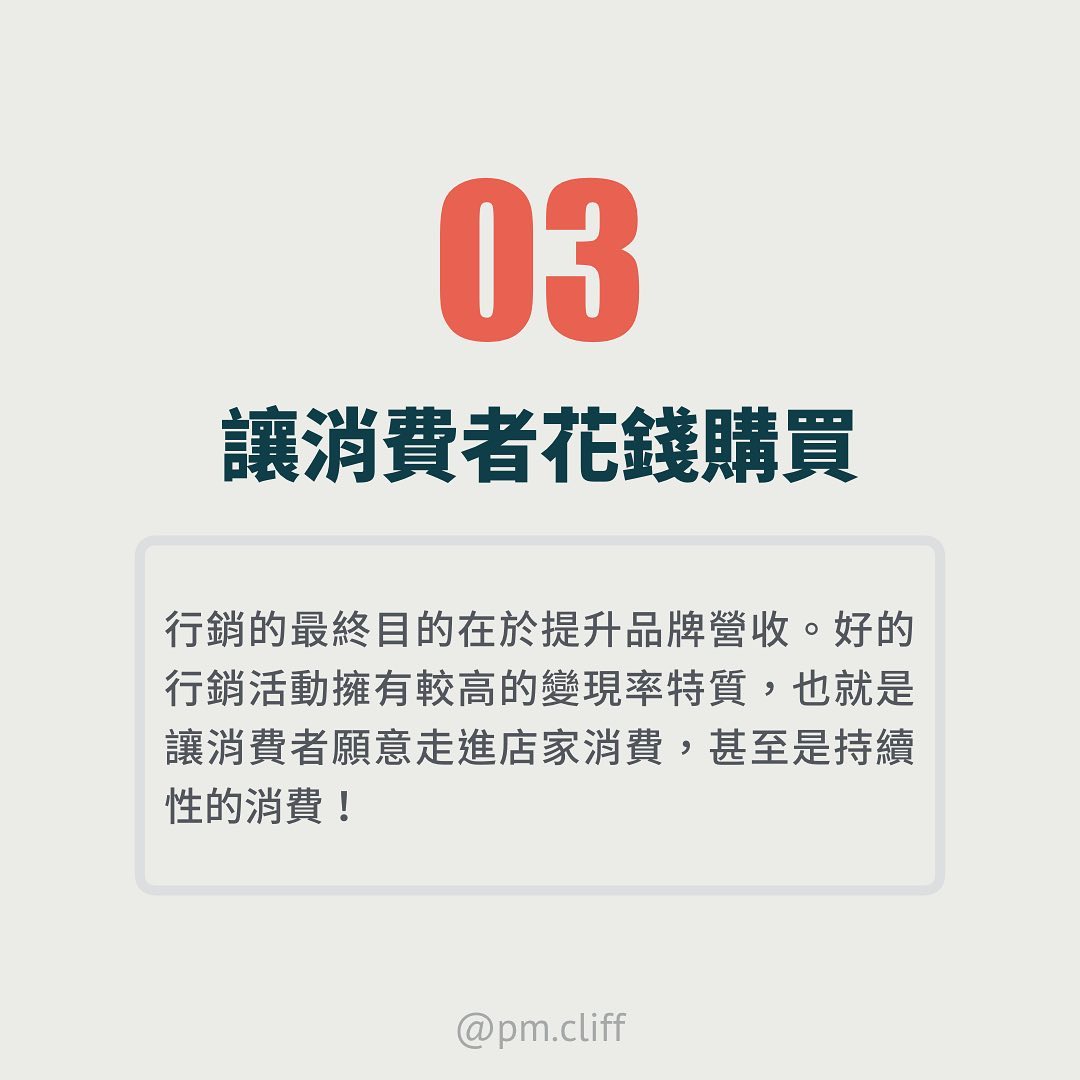 03
讓消費者花錢購買
行銷的最終目的在於提升品牌營收。好的
行銷活動擁有較高的變現率特質，也就是
讓消費者願意走進店家消費，甚至是持續
性的消費！
@pm.cliff